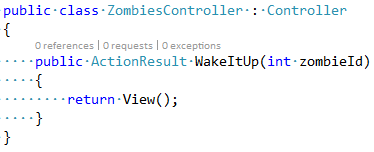 public class ZombiesController : Controller
{
0 references | 0 requests | 0 exceptions
public ActionResult WakeItUp(int zombieId)
{
return View();
}
}